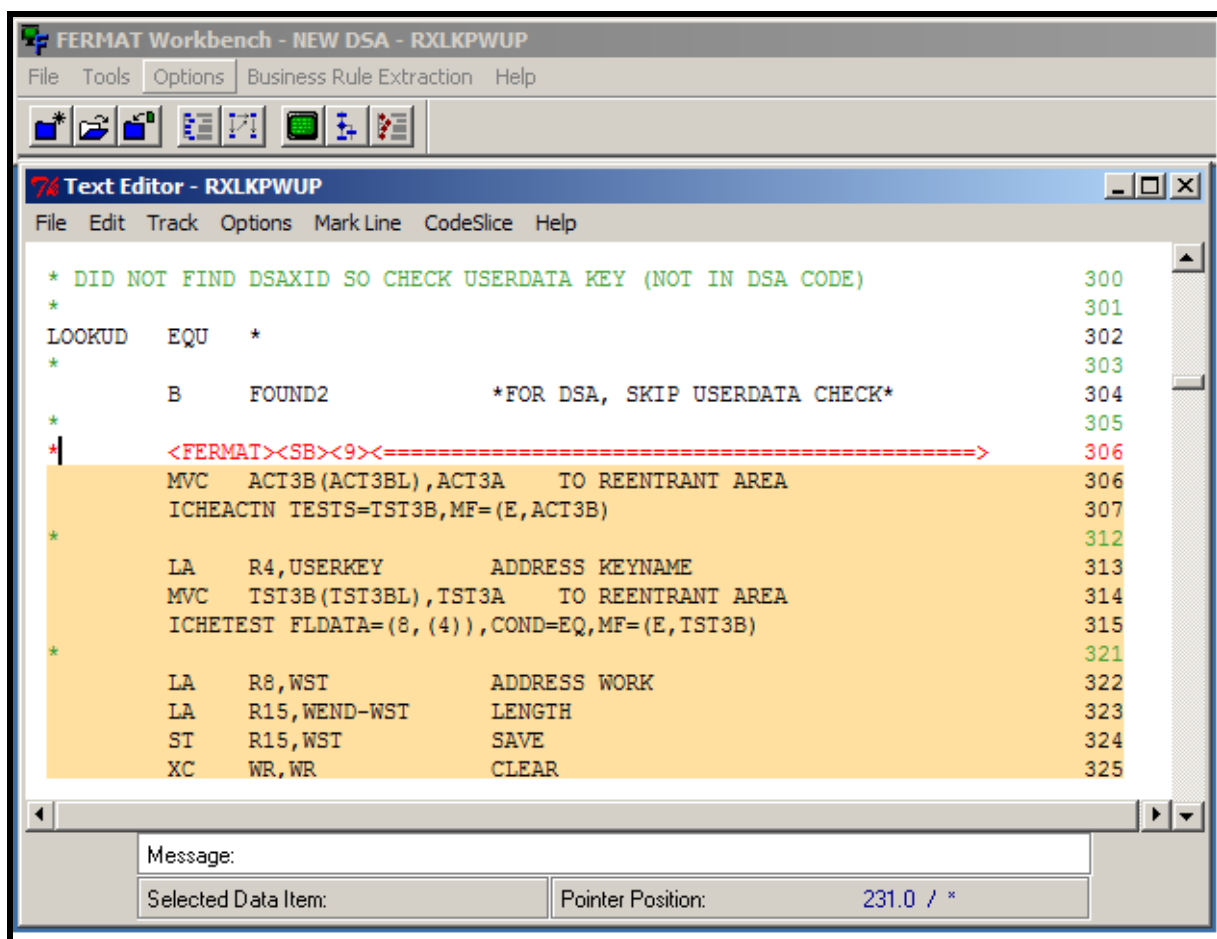 FERMAT Workbench - NEW DSA - RXLKPWUP
File Tools Options Business Rule Extraction Help
Text Editor - RXLKPWUP
File Edit Track Options Mark Line CodeSlice Help
* DID NOT FIND DSAXID SO CHECK USERDATA KEY (NOT IN DSA CODE) 300
* 301
LOOKUD EQU * 302
* 303
B FOUND2 *FOR DSA, SKIP USERDATA CHECK* 304
* 305
* <FERMAT><SB><9><============================================> 306
MVC ACT3B(ACT3BL),ACT3A TO REENTRANT AREA 306
ICHEACTN TESTS=TST3B,MF=(E,ACT3B) 307
* 312
LA R4,USERKEY ADDRESS KEYNAME 313
MVC TST3B(TST3BL),TST3A TO REENTRANT AREA 314
ICHETEST FLDATA=(8,(4)),COND=EQ,MF=(E,TST3B) 315
* 321
LA R8,WST ADDRESS WORK 322
LA R15,WEND-WST LENGTH 323
ST R15,WST SAVE 324
XC WR,WR CLEAR 325
Message:
Selected Data Item: Pointer Position: 231.0 / *